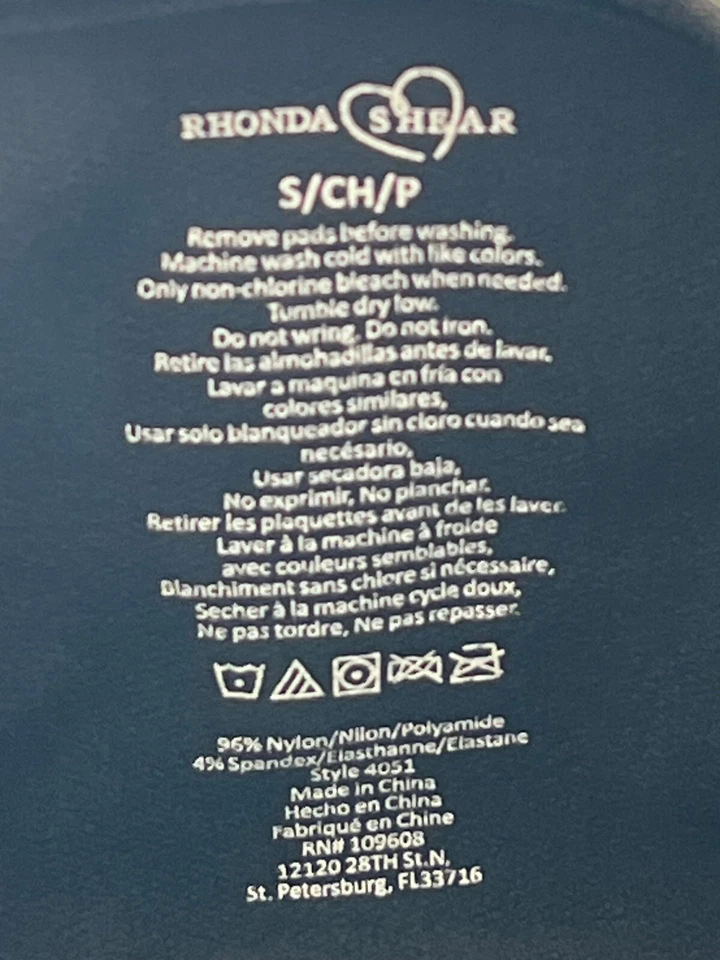 RHONDA SHEAR
S/CH/P
Remove pads before washing.
Machine wash cold with like colors.
Only non-chlorine bleach when needed.
Tumble dry low.
Do not wring, Do not iron.
Retire las almohadillas antes de lavar,
Lavar a maquina en fría con
colores similares,
Usar solo blanqueador sin cloro cuando sea
necésario,
Usar secadora baja,
No exprimir, No planchar.
Retirer les plaquettes avant de les laver
Laver à la machine à froide
avec couleurs semblables,
Blanchiment sans chlore si nécessaire,
Secher à la machine cycle doux,
Ne pas tordre, Ne pas repasser.
96% Nylon/Nilon/Polyamide
4% Spandex/Elasthanne/Elastane
Style 4051
Made in China
Hecho en China
Fabriqué en Chine
RN# 109608
12120 28TH St.N,
St. Petersburg, FL33716